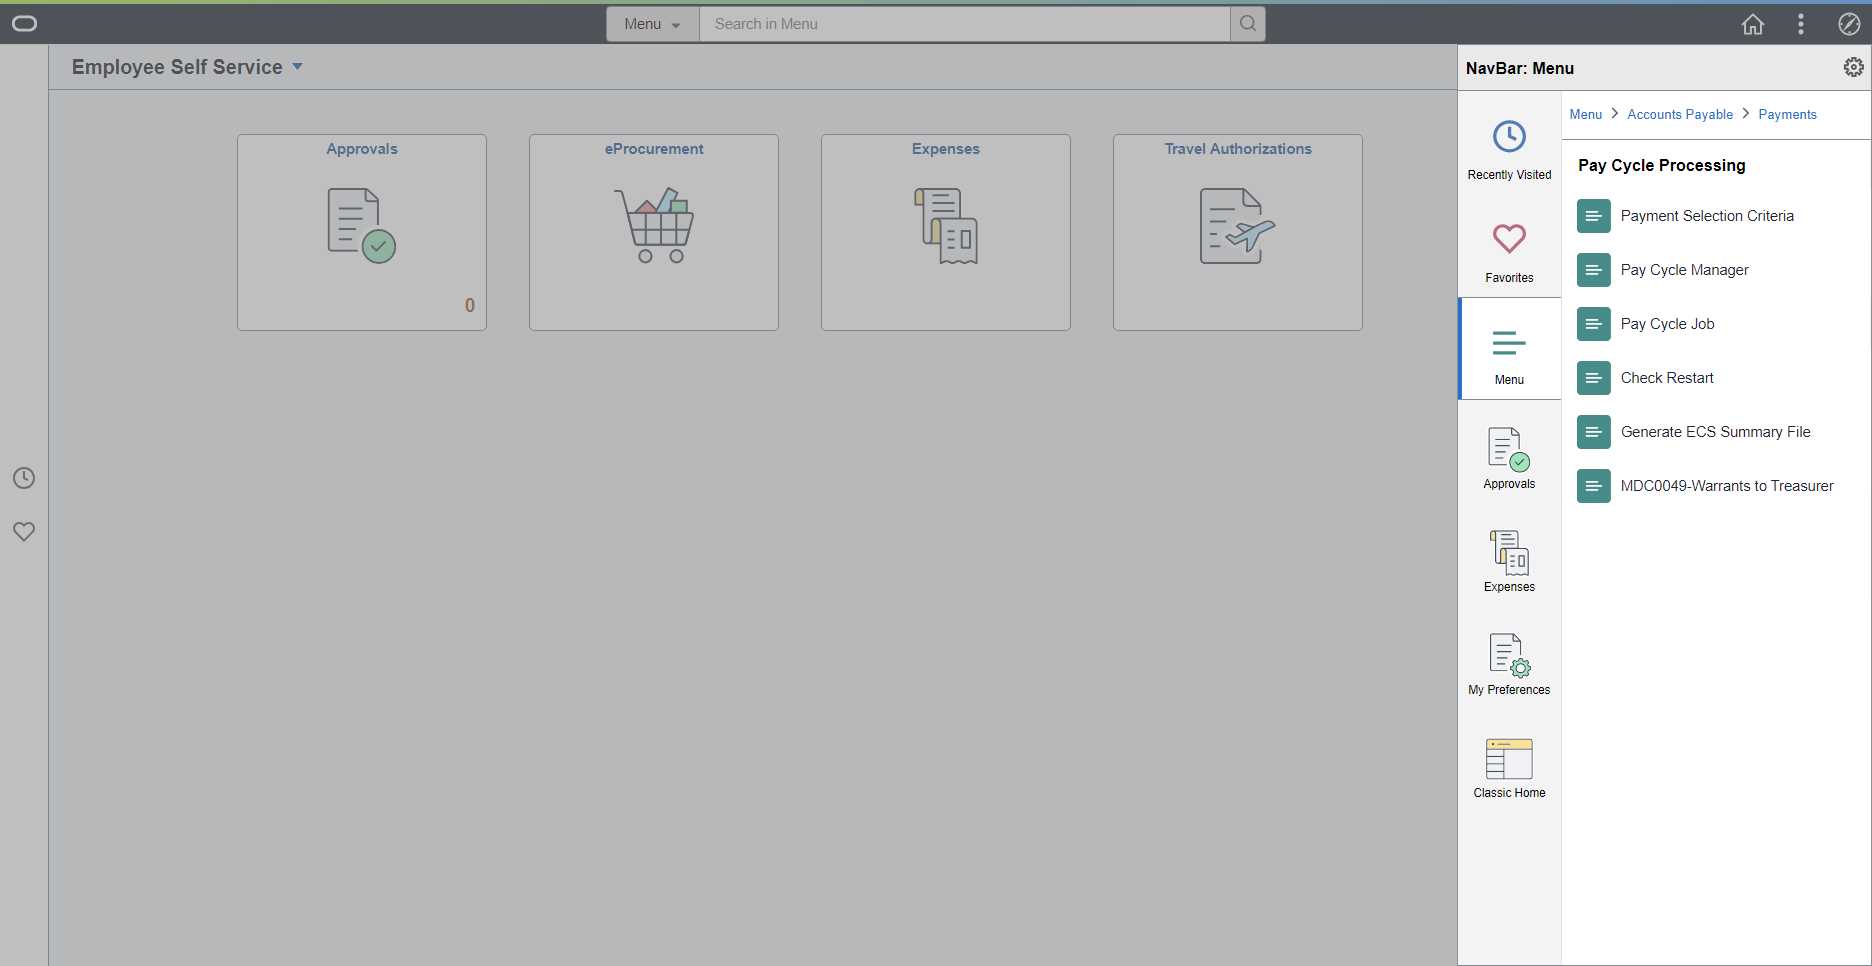 Menu
Search in Menu
Employee Self Service
NavBar: Menu
Approvals
0
eProcurement
Expenses
Travel Authorizations
Recently Visited
Favorites
Menu
Approvals
Expenses
My Preferences
Classic Home
Menu > Accounts Payable > Payments
Pay Cycle Processing
Payment Selection Criteria
Pay Cycle Manager
Pay Cycle Job
Check Restart
Generate ECS Summary File
MDC0049-Warrants to Treasurer